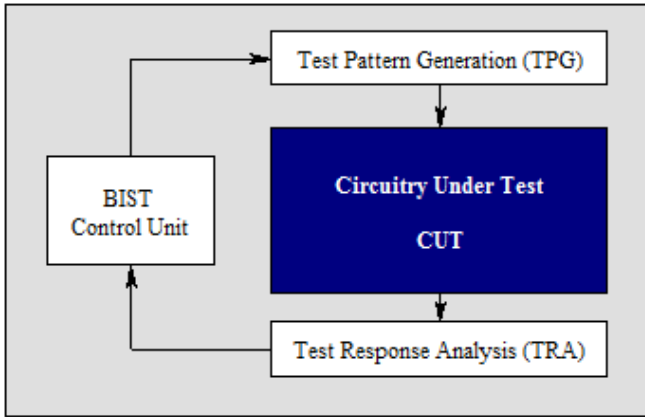 Test Pattern Generation (TPG)
Circuitry Under Test
CUT
BIST
Control Unit
Test Response Analysis (TRA)